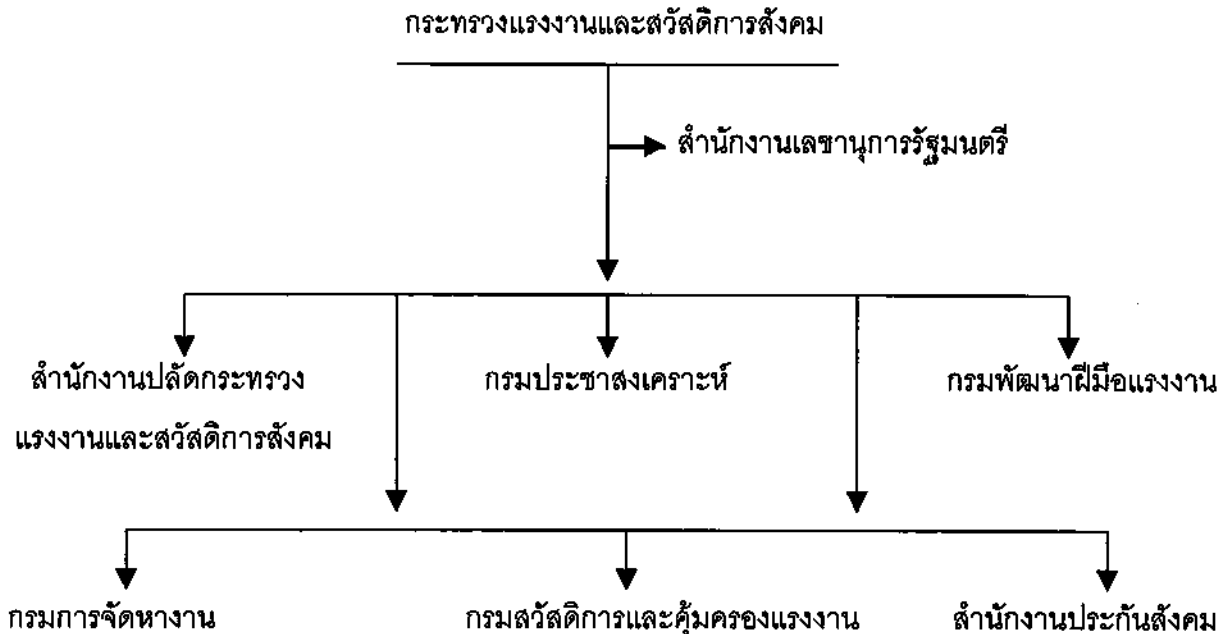 กระทรวงแรงงานและสวัสดิการสังคม
สำนักงานเลขานุการรัฐมนตรี
สำนักงานปลัดกระทรวง
แรงงานและสวัสดิการสังคม
กรมประชาสงเคราะห์
กรมพัฒนาฝีมือแรงงาน
กรมการจัดหางาน
กรมสวัสดิการและคุ้มครองแรงงาน
สำนักงานประกันสังคม